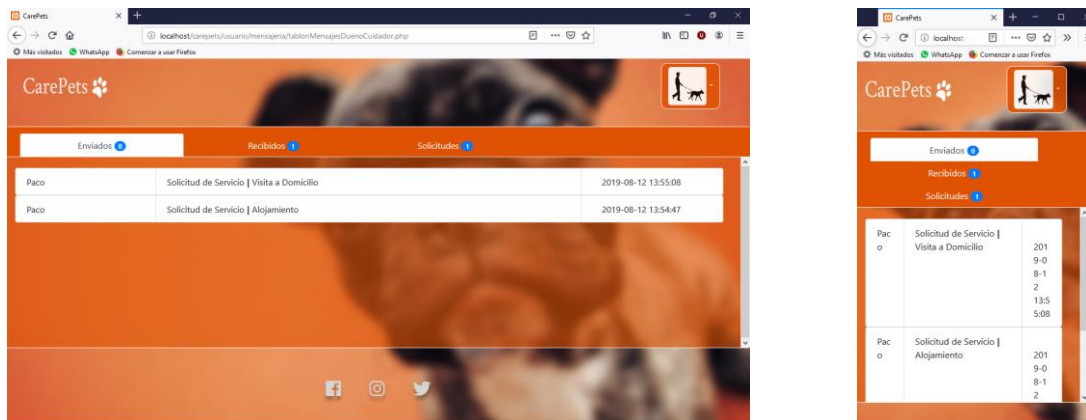 CarePets
localhost/carepets/usuario/mensajeria/tablonMensajesDuenoCuidador.php
Más visitados WhatsApp Comenzar a usar Firefox
CarePets
Enviados 0 Recibidos 1 Solicitudes 1
Paco Solicitud de Servicio | Visita a Domicilio 2019-08-12 13:55:08
Paco Solicitud de Servicio | Alojamiento 2019-08-12 13:54:47
CarePets
localhost
Más visitados WhatsApp Comenzar a usar Firefox
CarePets
Enviados 0
Recibidos 1
Solicitudes 1
Pac Solicitud de Servicio |
o Visita a Domicilio 201
9-0
8-1
2
13:5
5:08
Pac Solicitud de Servicio |
o Alojamiento 201
9-0
8-1
2